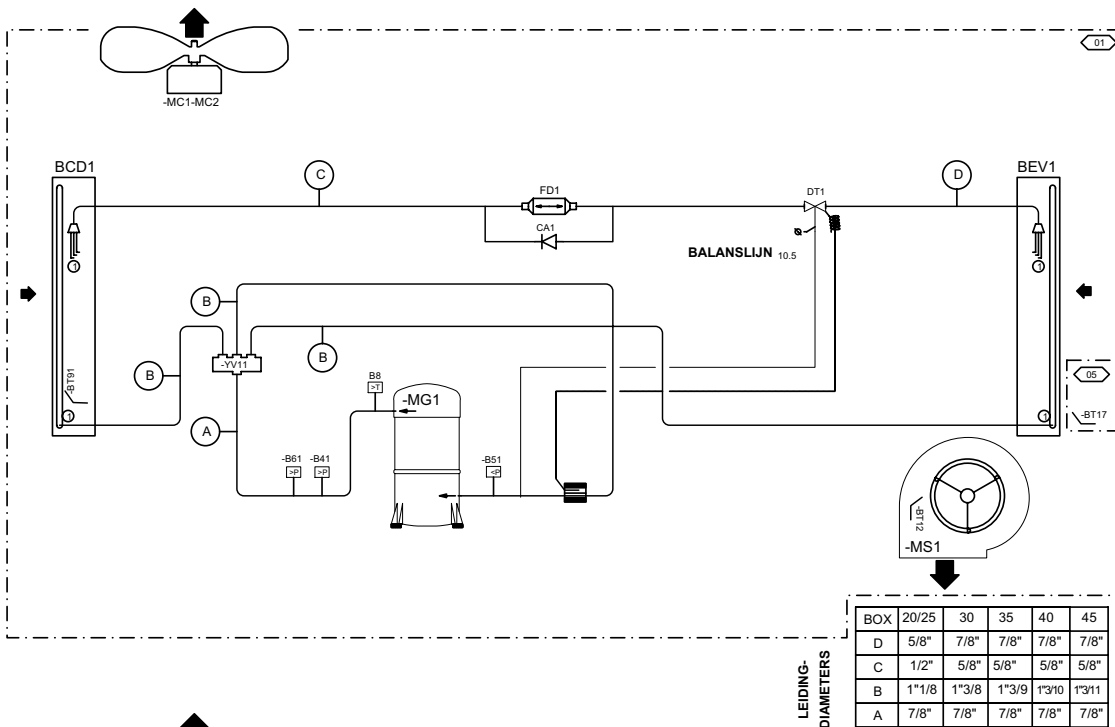 01
-MC1-MC2
BCD1
BEV1
C
FD1
DT1
D
CA1
BALANSLIJN 10.5
1
1
B
B
B
-YV11
05
-BT91
B8
>T
-MG1
-BT17
1
1
A
-B61
>P
-B41
>P
-B51
<P
-BT12
-MS1
LEIDING-
DIAMETERS
BOX 20/25 30 35 40 45
D 5/8" 7/8" 7/8" 7/8" 7/8"
C 1/2" 5/8" 5/8" 5/8" 5/8"
B 1"1/8 1"3/8 1"3/9 1"3/10 1"3/11
A 7/8" 7/8" 7/8" 7/8" 7/8"